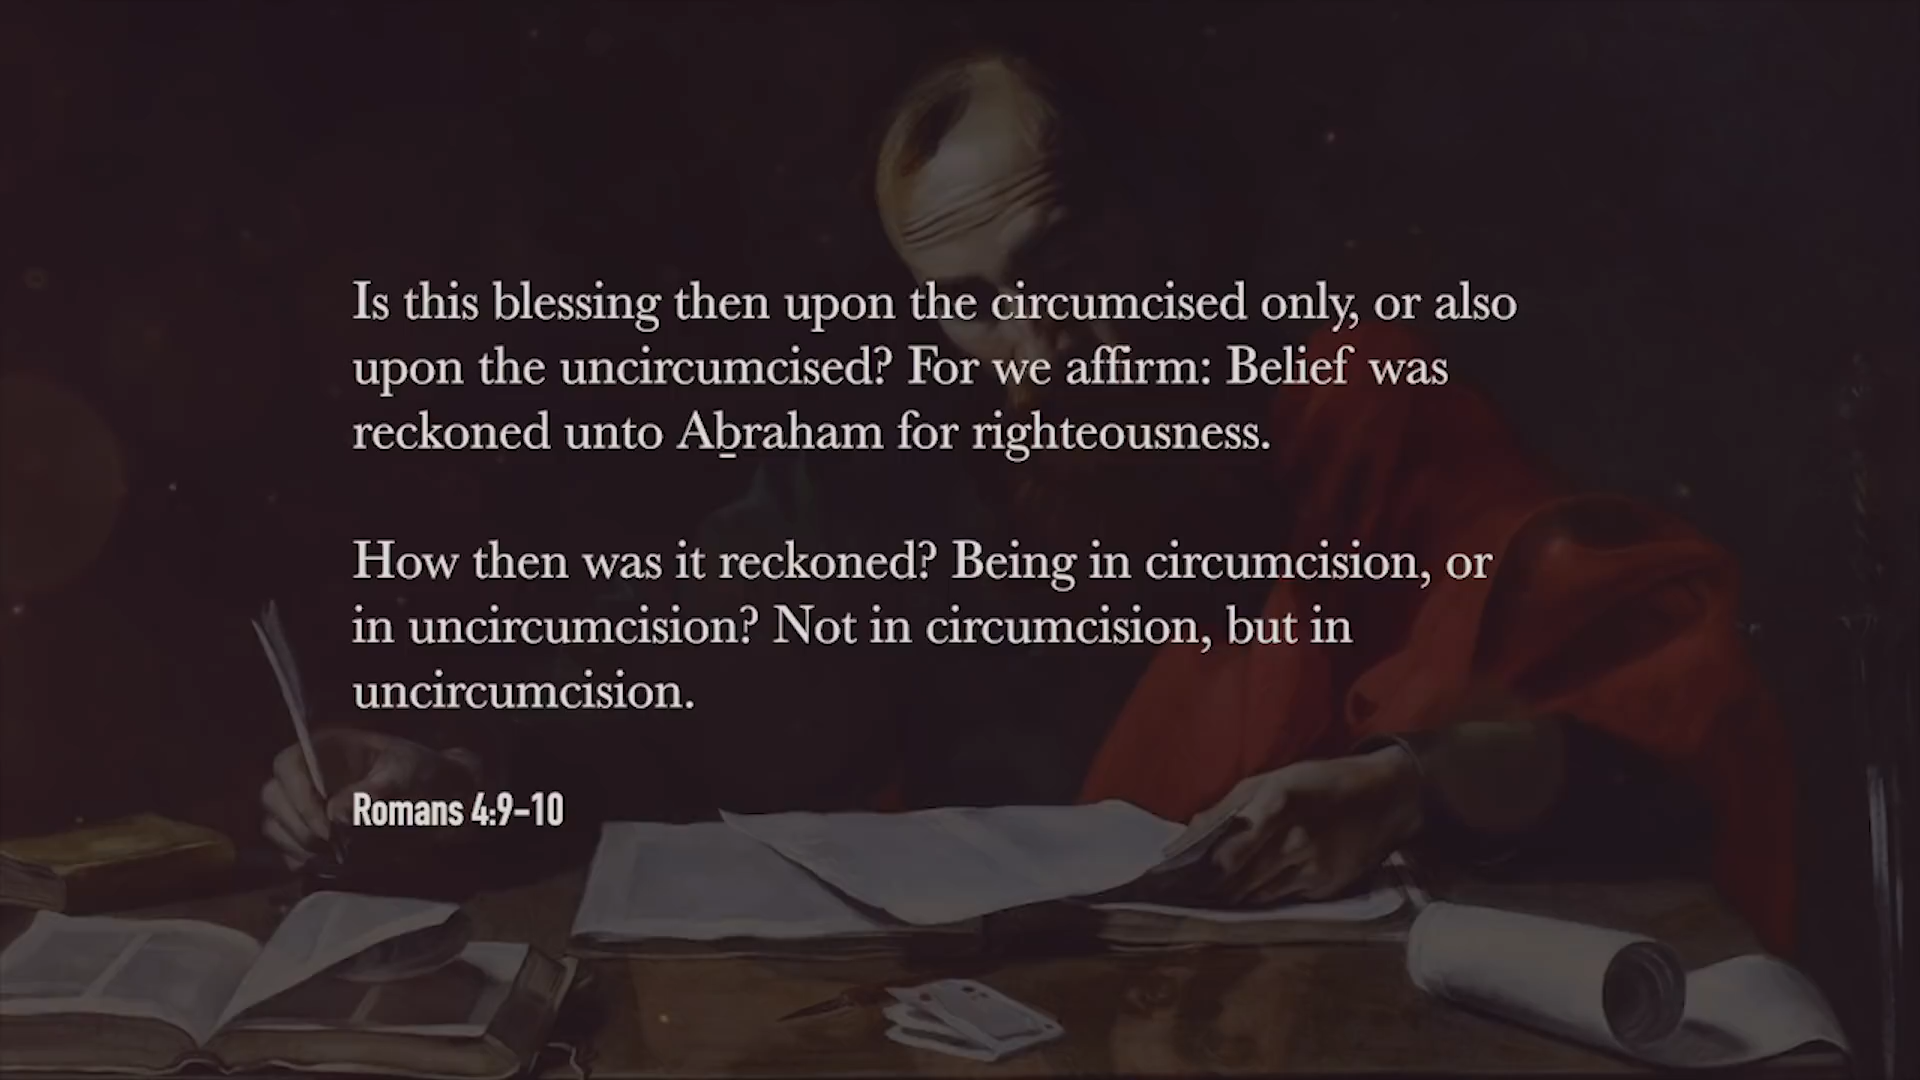 Is this blessing then upon the circumcised only, or also
upon the uncircumcised? For we affirm: Belief was
reckoned unto Aḇraham for righteousness.
How then was it reckoned? Being in circumcision, or
in uncircumcision? Not in circumcision, but in
uncircumcision.
Romans 4:9–10